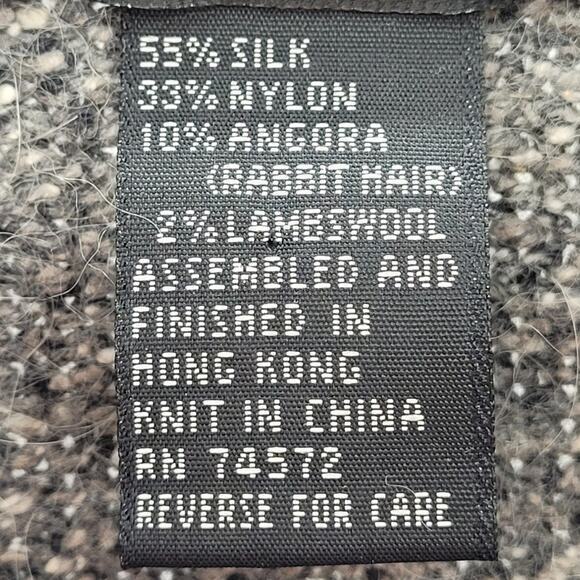 55% SILK
33% NYLON
10% ANGORA
(RABBIT HAIR)
2% LAMBSWOOL
ASSEMBLED AND
FINISHED IN
HONG KONG
KNIT IN CHINA
RN 74572
REVERSE FOR CARE